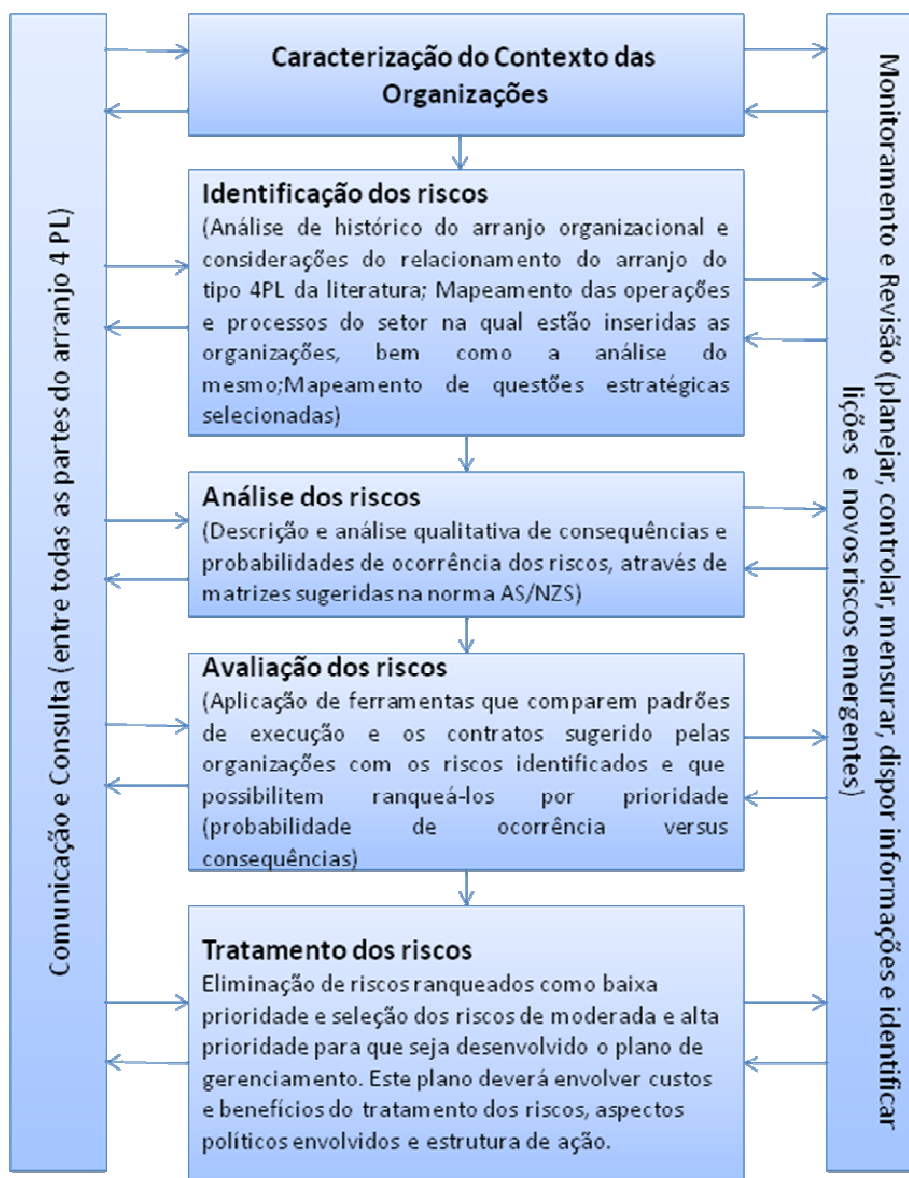 Comunicação e Consulta (entre todas as partes do arranjo 4 PL)
Caracterização do Contexto das
Organizações
Identificação dos riscos
(Análise de histórico do arranjo organizacional e
considerações do relacionamento do arranjo do
tipo 4PL da literatura; Mapeamento das operações
e processos do setor na qual estão inseridas as
organizações, bem como a análise do
mesmo;Mapeamento de questões estratégicas
selecionadas)
Análise dos riscos
(Descrição e análise qualitativa de consequências e
probabilidades de ocorrência dos riscos, através de
matrizes sugeridas na norma AS/NZS)
Avaliação dos riscos
(Aplicação de ferramentas que comparem padrões
de execução e os contratos sugerido pelas
organizações com os riscos identificados e que
possibilitem ranqueá-los por prioridade
(probabilidade de ocorrência versus
consequências)
Tratamento dos riscos
Eliminação de riscos ranqueados como baixa
prioridade e seleção dos riscos de moderada e alta
prioridade para que seja desenvolvido o plano de
gerenciamento. Este plano deverá envolver custos
e benefícios do tratamento dos riscos, aspectos
políticos envolvidos e estrutura de ação.
Monitoramento e Revisão (planejar, controlar, mensurar, dispor informações e identificar
lições e novos riscos emergentes)